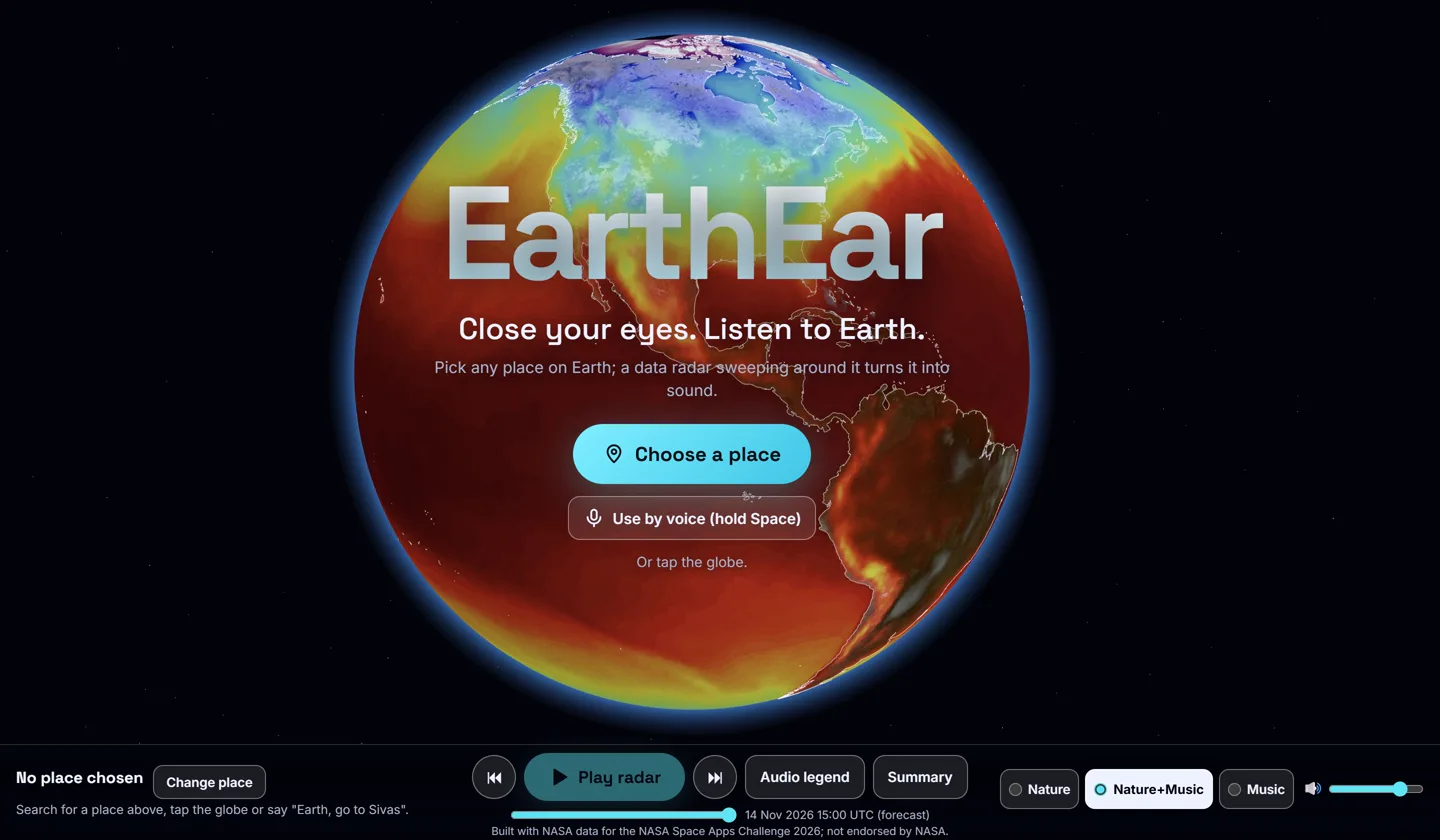 EarthEar
Close your eyes. Listen to Earth.
Pick any place on Earth; a data radar sweeping around it turns it into
sound.
Choose a place
Use by voice (hold Space)
Or tap the globe.
No place chosen
Change place
Search for a place above, tap the globe or say "Earth, go to Sivas".
Play radar
Audio legend
Summary
14 Nov 2026 15:00 UTC (forecast)
Built with NASA data for the NASA Space Apps Challenge 2026; not endorsed by NASA.
Nature
Nature+Music
Music